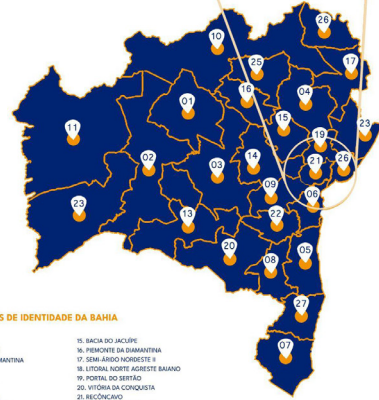 26
10
17
25
16
04
01
15
23
11
19
02
14
21
26
03
09
06
23
13
22
20
05
08
27
07
S DE IDENTIDADE DA BAHIA
15. BACIA DO JACUÍPE
16. PIEMONTE DA DIAMANTINA
MANTINA
17. SEMI-ÁRIDO NORDESTE II
18. LITORAL NORTE AGRESTE BAIANO
19. PORTAL DO SERTÃO
20. VITÓRIA DA CONQUISTA
21. RECÔNCAVO